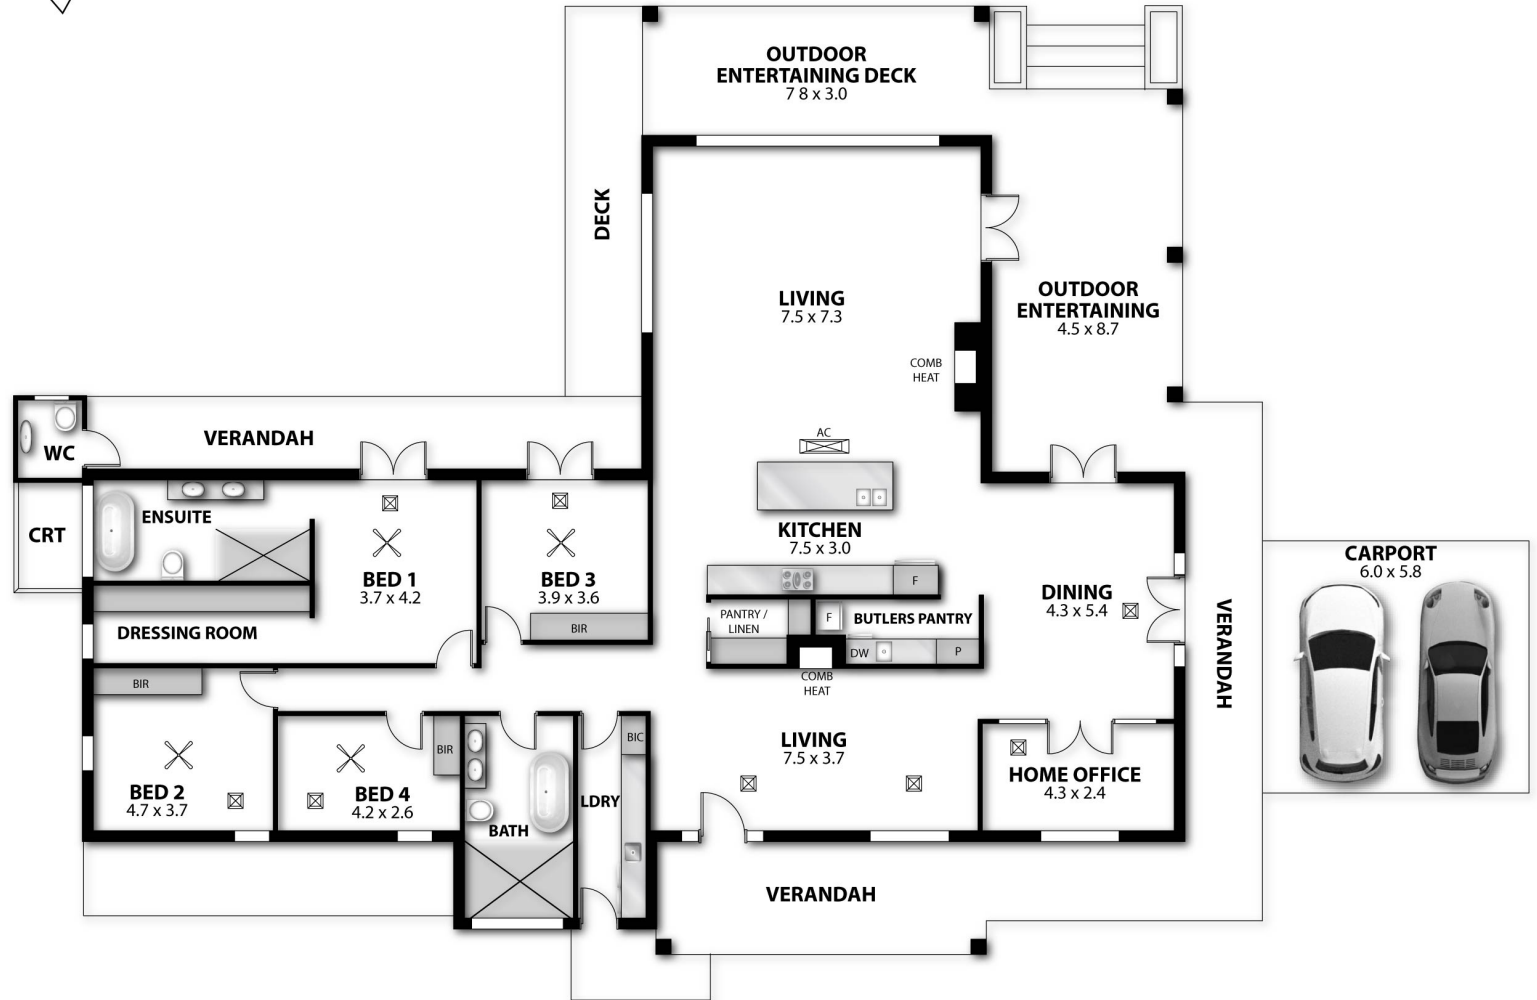 OUTDOOR
ENTERTAINING DECK
7 8 x 3.0
DECK
LIVING
7.5 x 7.3
OUTDOOR
ENTERTAINING
4.5 x 8.7
COMB
HEAT
WC
VERANDAH
AC
CRT
ENSUITE
BED 1
3.7 x 4.2
BED 3
3.9 x 3.6
BIR
KITCHEN
7.5 x 3.0
F
DINING
4.3 x 5.4
CARPORT
6.0 x 5.8
DRESSING ROOM
PANTRY /
LINEN
F
BUTLERS PANTRY
DW
P
COMB
HEAT
VERANDAH
BIR
BED 2
4.7 x 3.7
BIR
BED 4
4.2 x 2.6
BATH
BIC
LDRY
LIVING
7.5 x 3.7
HOME OFFICE
4.3 x 2.4
VERANDAH